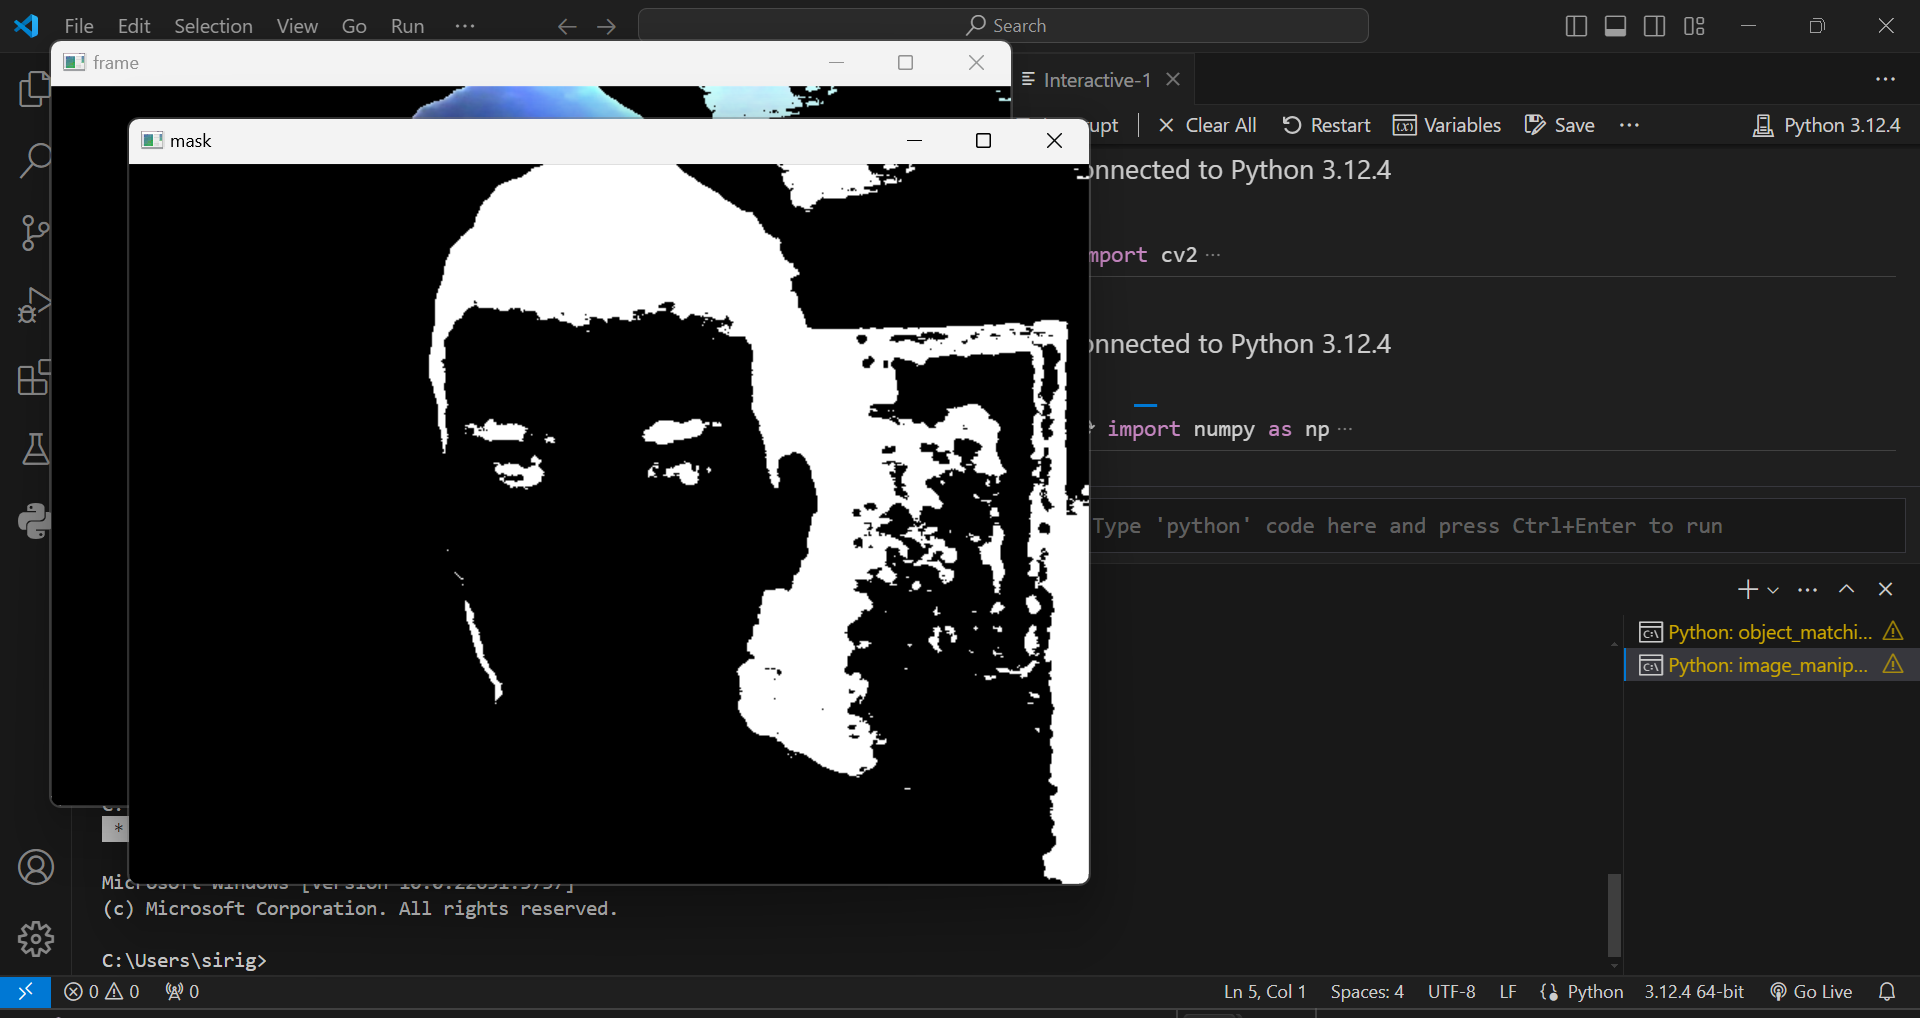 File Edit Selection View Go Run ··· Search
frame
Interactive-1
mask
Clear All Restart Variables Save ··· Python 3.12.4
onnected to Python 3.12.4
mport cv2 ···
onnected to Python 3.12.4
import numpy as np ···
Type 'python' code here and press Ctrl+Enter to run
Python: object_matchi...
Python: image_manip...
*
(c) Microsoft Corporation. All rights reserved.
C:\Users\sirig>
0 0 0 Ln 5, Col 1 Spaces: 4 UTF-8 LF Python 3.12.4 64-bit Go Live